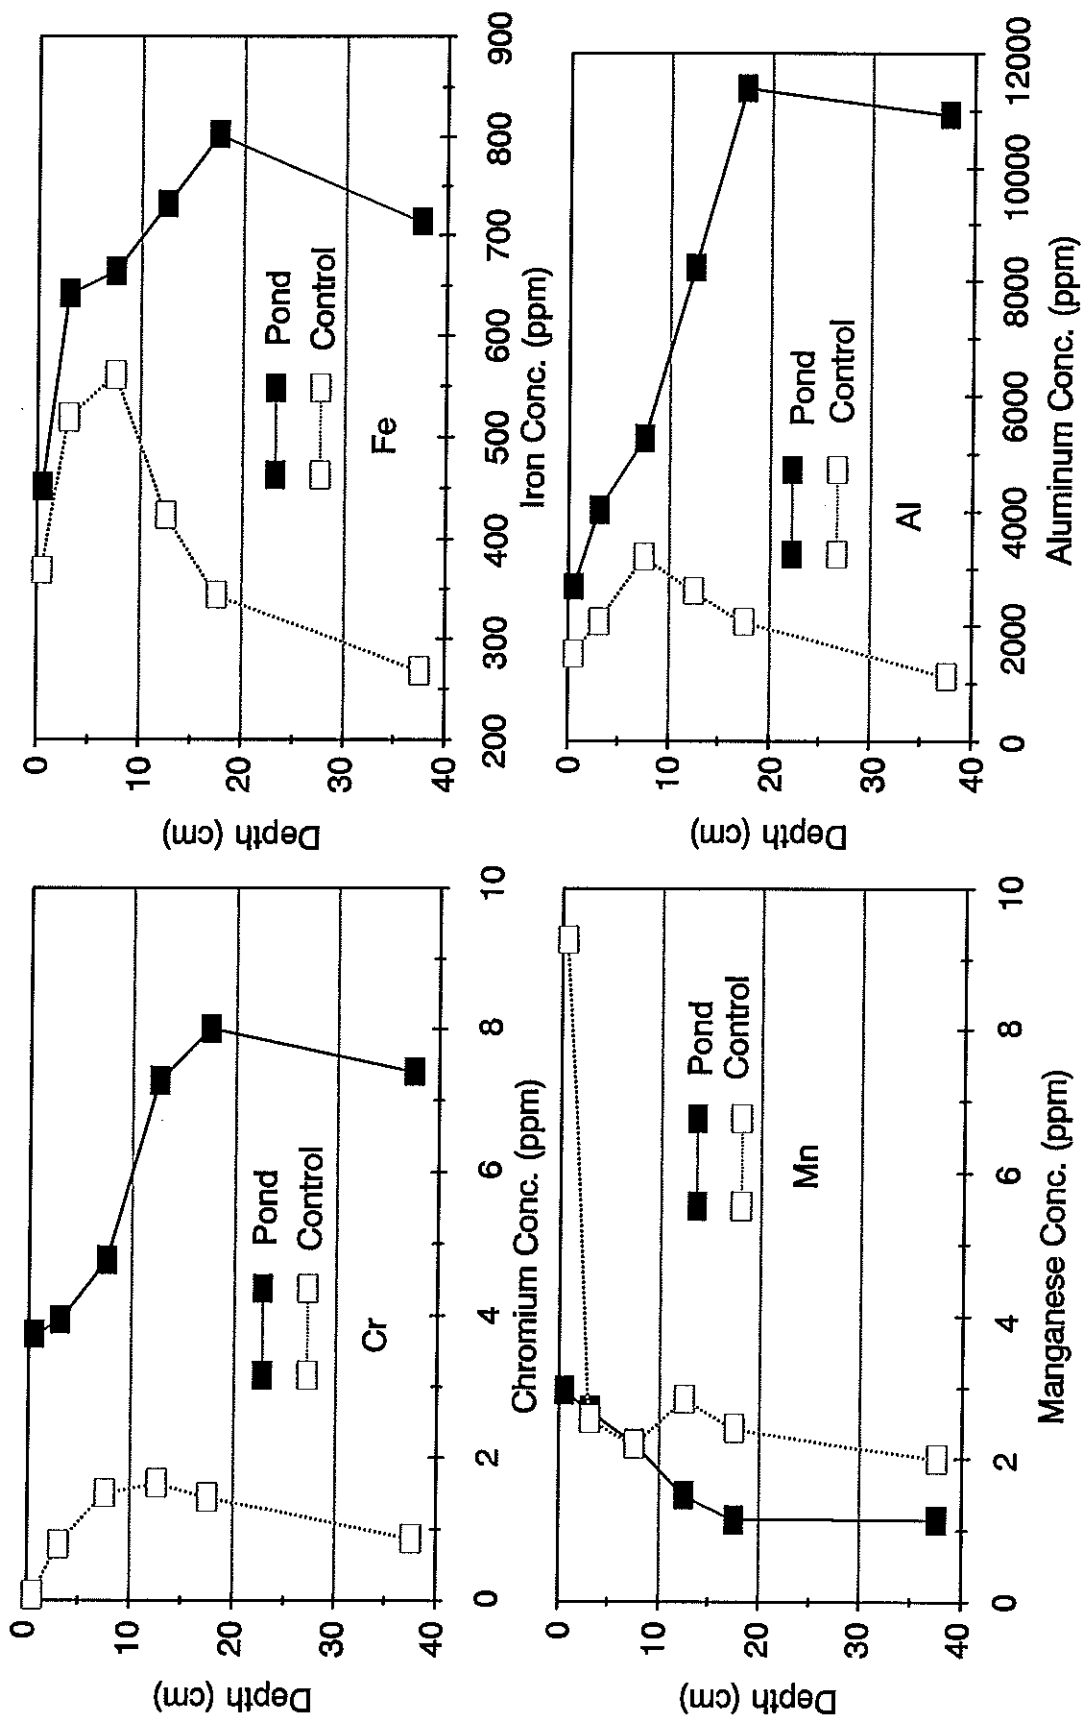 Depth (cm)
0
10
20
30
40
Pond
Control
Cr
0 2 4 6 8 10
Chromium Conc. (ppm)
Depth (cm)
0
10
20
30
40
Pond
Control
Fe
200 300 400 500 600 700 800 900
Iron Conc. (ppm)
Depth (cm)
0
10
20
30
40
Pond
Control
Mn
0 2 4 6 8 10
Manganese Conc. (ppm)
Depth (cm)
0
10
20
30
40
Pond
Control
Al
0 2000 4000 6000 8000 10000 12000
Aluminum Conc. (ppm)